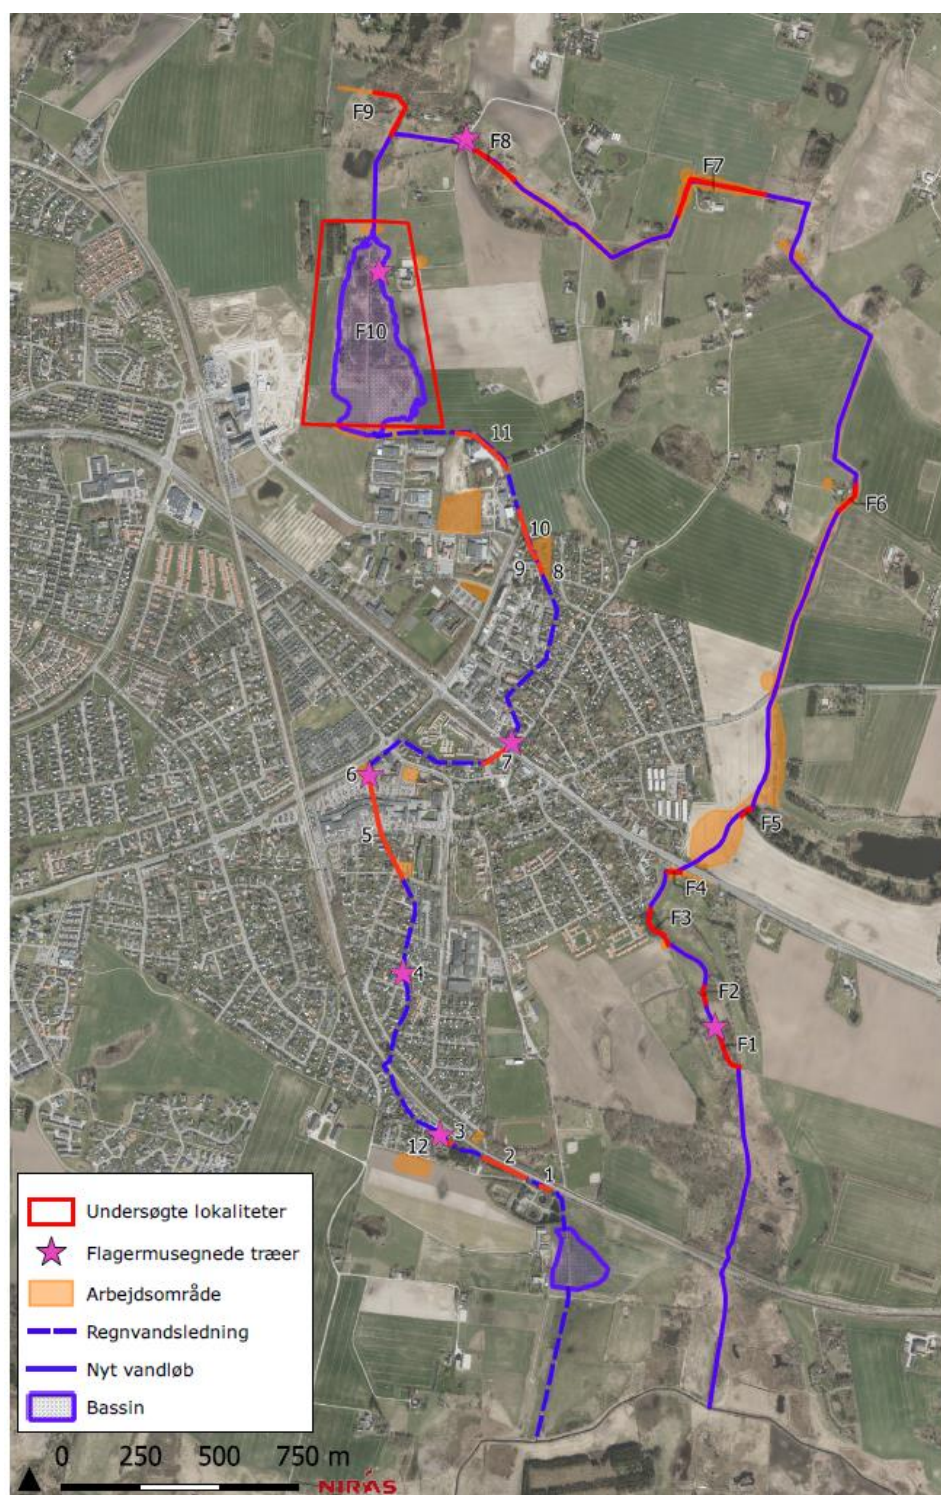 F9
F8
F7
F10
11
F6
10
9
8
7
6
5
F5
F4
F3
4
F2
F1
3
12
2
1
Undersøgte lokaliteter
Flagermusegnede træer
Arbejdsområde
Regnvandsledning
Nyt vandløb
Bassin
0 250 500 750 m
NIRAS